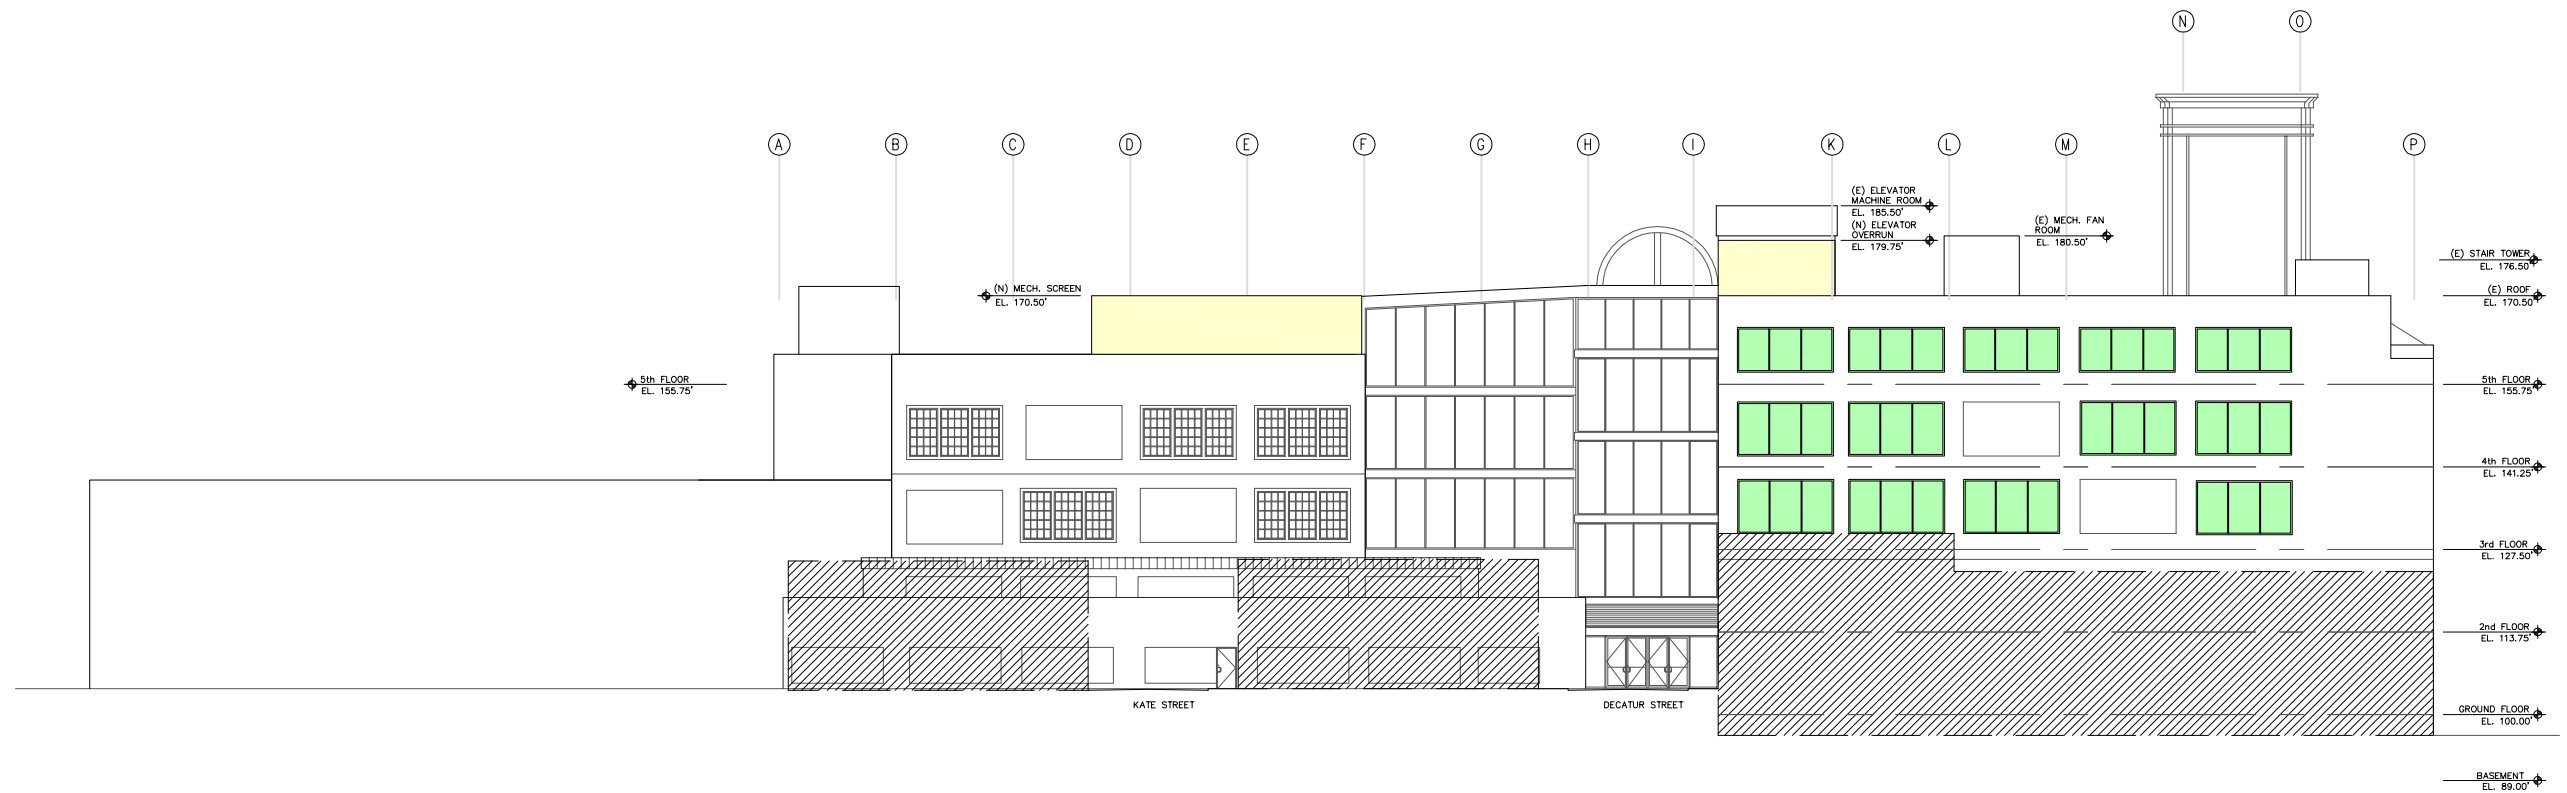 N
O
A
B
C
D
E
F
G
H
I
K
L
M
P
(E) ELEVATOR
MACHINE ROOM
EL. 185.50'
(N) ELEVATOR
OVERRUN
EL. 179.75'
(E) MECH. FAN
ROOM
EL. 180.50'
(E) STAIR TOWER
EL. 176.50'
(N) MECH. SCREEN
EL. 170.50'
(E) ROOF
EL. 170.50'
5th FLOOR
EL. 155.75'
5th FLOOR
EL. 155.75'
4th FLOOR
EL. 141.25'
3rd FLOOR
EL. 127.50'
2nd FLOOR
EL. 113.75'
KATE STREET
DECATUR STREET
GROUND FLOOR
EL. 100.00'
BASEMENT
EL. 89.00'